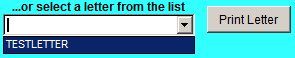 ...or select a letter from the list
Print Letter
TESTLETTER